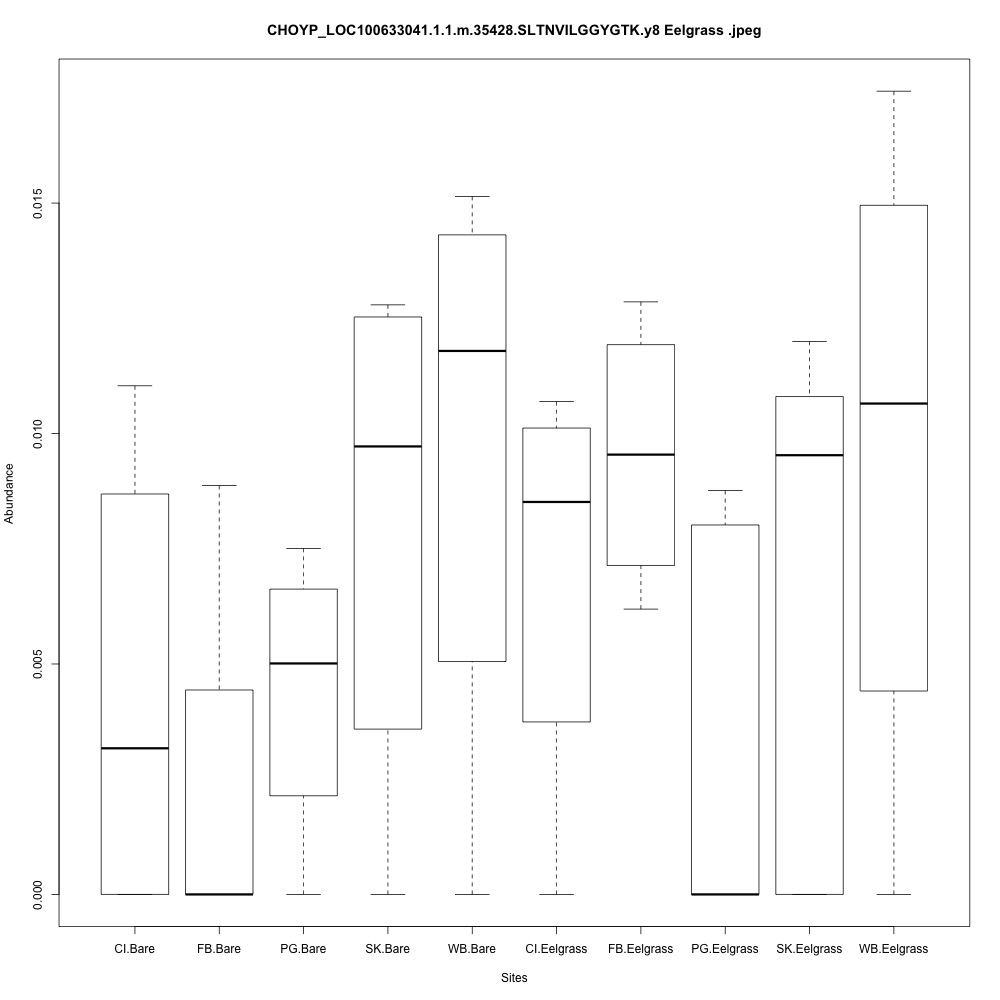 CHOYP_LOC100633041.1.1.m.35428.SLTNVILGGYGTK.y8 Eelgrass .jpeg
Abundance
0.015
0.010
0.005
0.000
CI.Bare FB.Bare PG.Bare SK.Bare WB.Bare CI.Eelgrass FB.Eelgrass PG.Eelgrass SK.Eelgrass WB.Eelgrass
Sites